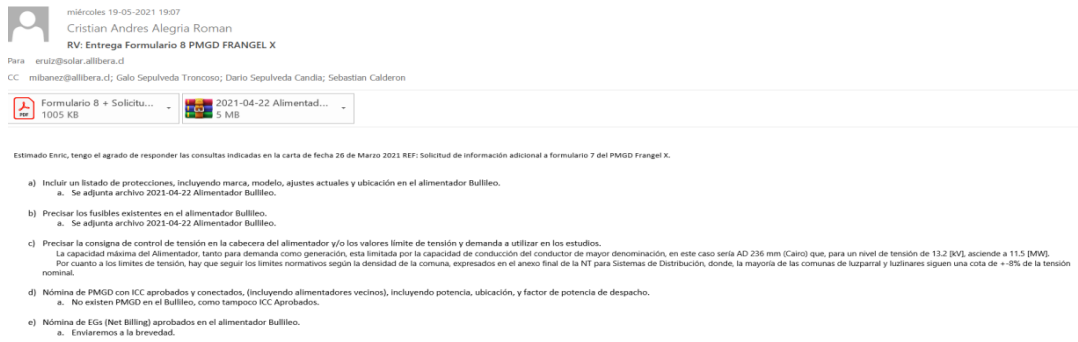 miércoles 19-05-2021 19:07
Cristian Andres Alegria Roman
RV: Entrega Formulario 8 PMGD FRANGEL X
Para eruiz@solar.allibera.cl
CC mibanez@allibera.cl; Galo Sepulveda Troncoso; Dario Sepulveda Candia; Sebastian Calderon
Formulario 8 + Solicitu...
1005 KB
2021-04-22 Alimentad...
5 MB
Estimado Enric, tengo el agrado de responder las consultas indicadas en la carta de fecha 26 de Marzo 2021 REF: Solicitud de información adicional a formulario 7 del PMGD Frangel X.
a) Incluir un listado de protecciones, incluyendo marca, modelo, ajustes actuales y ubicación en el alimentador Bullileo.
a. Se adjunta archivo 2021-04-22 Alimentador Bullileo.
b) Precisar los fusibles existentes en el alimentador Bullileo.
a. Se adjunta archivo 2021-04-22 Alimentador Bullileo.
c) Precisar la consigna de control de tensión en la cabecera del alimentador y/o los valores límite de tensión y demanda a utilizar en los estudios.
La capacidad máxima del Alimentador, tanto para demanda como generación, esta limitada por la capacidad de conducción del conductor de mayor denominación, en este caso sería AD 236 mm (Cairo) que, para un nivel de tensión de 13.2 [kV], asciende a 11.5 [MW].
Por cuanto a los limites de tensión, hay que seguir los limites normativos según la densidad de la comuna, expresados en el anexo final de la NT para Sistemas de Distribución, donde, la mayoría de las comunas de luzparral y luzlinares siguen una cota de +-8% de la tensión
nominal.
d) Nómina de PMGD con ICC aprobados y conectados, (incluyendo alimentadores vecinos), incluyendo potencia, ubicación, y factor de potencia de despacho.
a. No existen PMGD en el Bullileo, como tampoco ICC Aprobados.
e) Nómina de EGs (Net Billing) aprobados en el alimentador Bullileo.
a. Enviaremos a la brevedad.